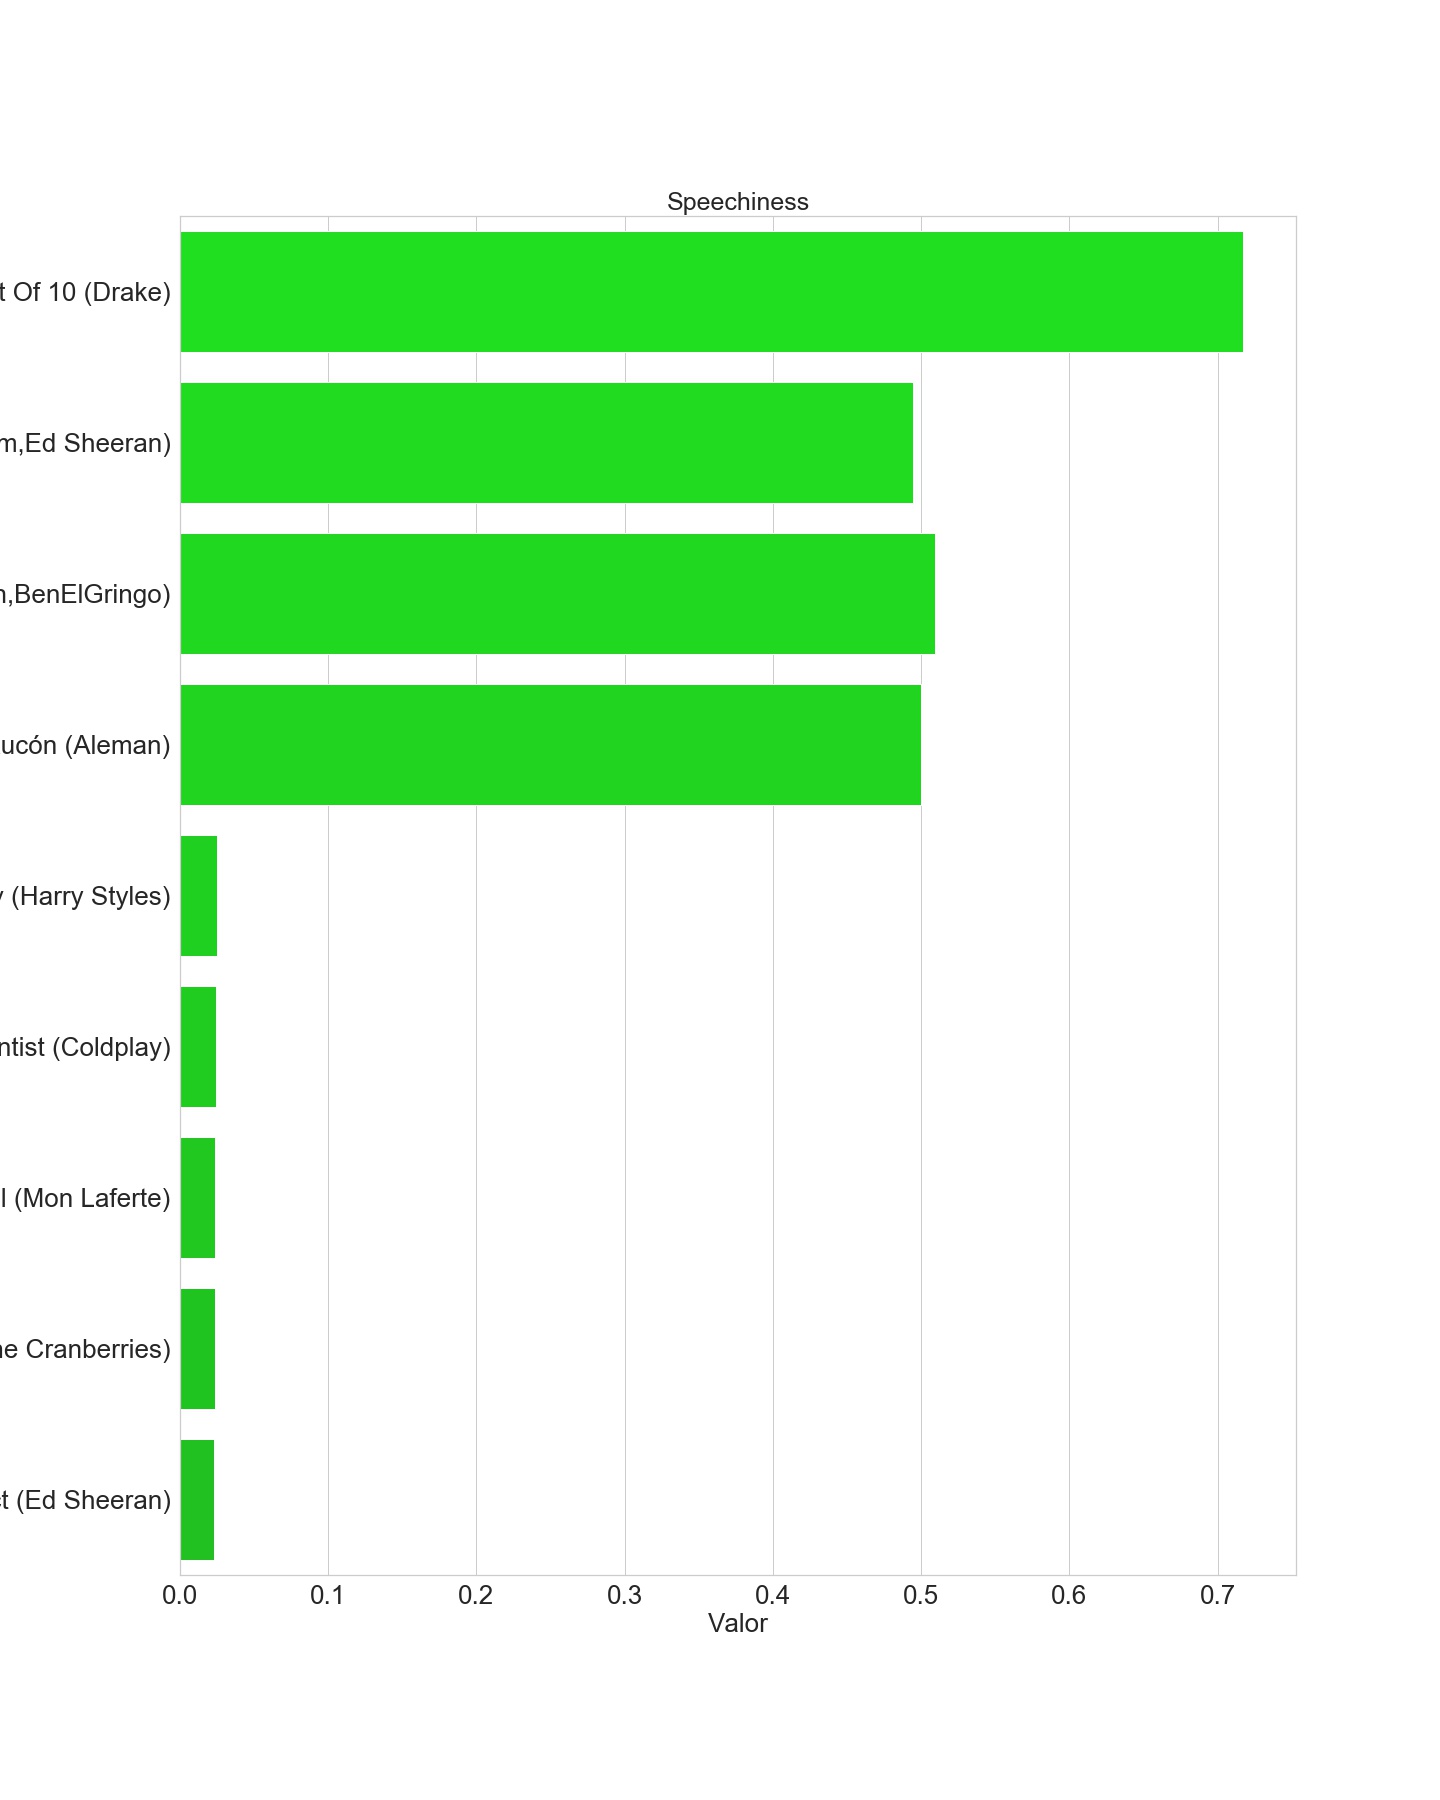 Speechiness
t Of 10 (Drake)
m,Ed Sheeran)
,BenElGringo)
ucón (Aleman)
(Harry Styles)
ntist (Coldplay)
l (Mon Laferte)
ne Cranberries)
t (Ed Sheeran)
0.0 0.1 0.2 0.3 0.4 0.5 0.6 0.7
Valor